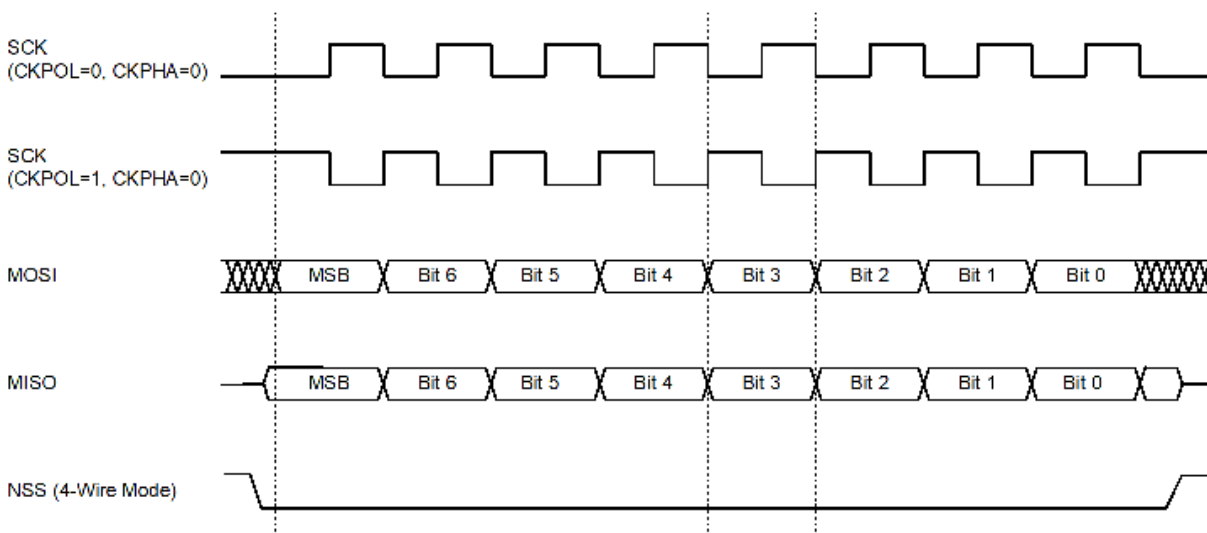 SCK
(CKPOL=0, CKPHA=0)
SCK
(CKPOL=1, CKPHA=0)
MOSI
MSB Bit 6 Bit 5 Bit 4 Bit 3 Bit 2 Bit 1 Bit 0
MISO
MSB Bit 6 Bit 5 Bit 4 Bit 3 Bit 2 Bit 1 Bit 0
NSS (4-Wire Mode)